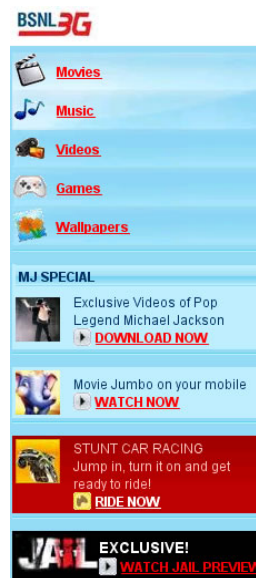 BSNL 3G
Movies
Music
Videos
Games
Wallpapers
MJ SPECIAL
Exclusive Videos of Pop
Legend Michael Jackson
DOWNLOAD NOW
Movie Jumbo on your mobile
WATCH NOW
STUNT CAR RACING
Jump in, turn it on and get
ready to ride!
RIDE NOW
JAIL
EXCLUSIVE!
WATCH JAIL PREVIEW